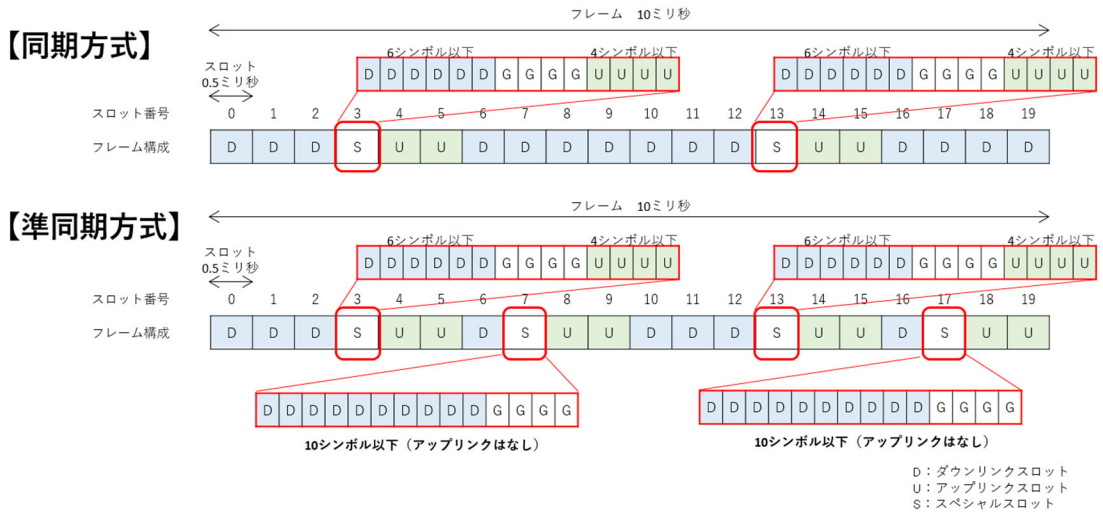 フレーム　10ミリ秒
【同期方式】
6シンボル以下　4シンボル以下　6シンボル以下　4シンボル以下
スロット
0.5ミリ秒
D D D D D D G G G G U U U U　D D D D D D G G G G U U U U
スロット番号　0 1 2 3 4 5 6 7 8 9 10 11 12 13 14 15 16 17 18 19
フレーム構成　D D D S U U D D D D D D D S U U D D D D
フレーム　10ミリ秒
【準同期方式】
6シンボル以下　4シンボル以下　6シンボル以下　4シンボル以下
スロット
0.5ミリ秒
D D D D D D G G G G U U U U　D D D D D D G G G G U U U U
スロット番号　0 1 2 3 4 5 6 7 8 9 10 11 12 13 14 15 16 17 18 19
フレーム構成　D D D S U U D S U U D D D S U U D S U U
D D D D D D D D D D G G G G　D D D D D D D D D D G G G G
10シンボル以下（アップリンクはなし）　10シンボル以下（アップリンクはなし）
D：ダウンリンクスロット
U：アップリンクスロット
S：スペシャルスロット